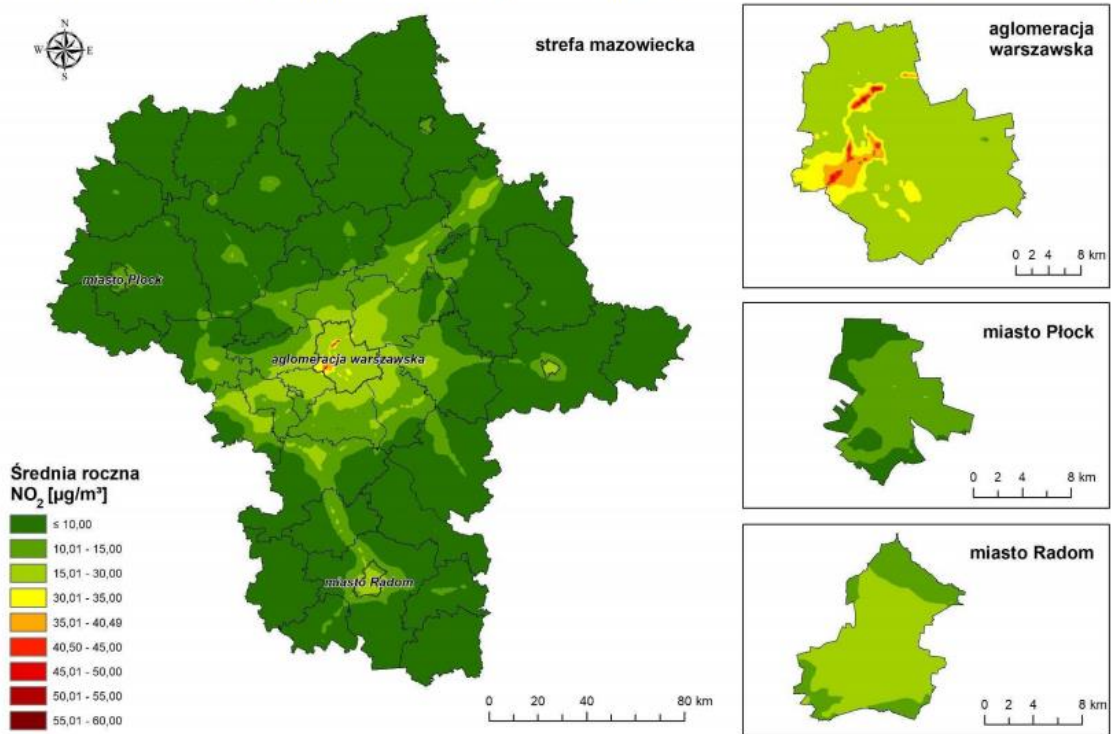 N
W E
S
strefa mazowiecka
miasto Płock
aglomeracja warszawska
miasto Radom
Średnia roczna
NO₂ [µg/m³]
≤ 10,00
10,01 - 15,00
15,01 - 30,00
30,01 - 35,00
35,01 - 40,49
40,50 - 45,00
45,01 - 50,00
50,01 - 55,00
55,01 - 60,00
0 20 40 80 km
aglomeracja
warszawska
0 2 4 8 km
miasto Płock
0 2 4 8 km
miasto Radom
0 2 4 8 km